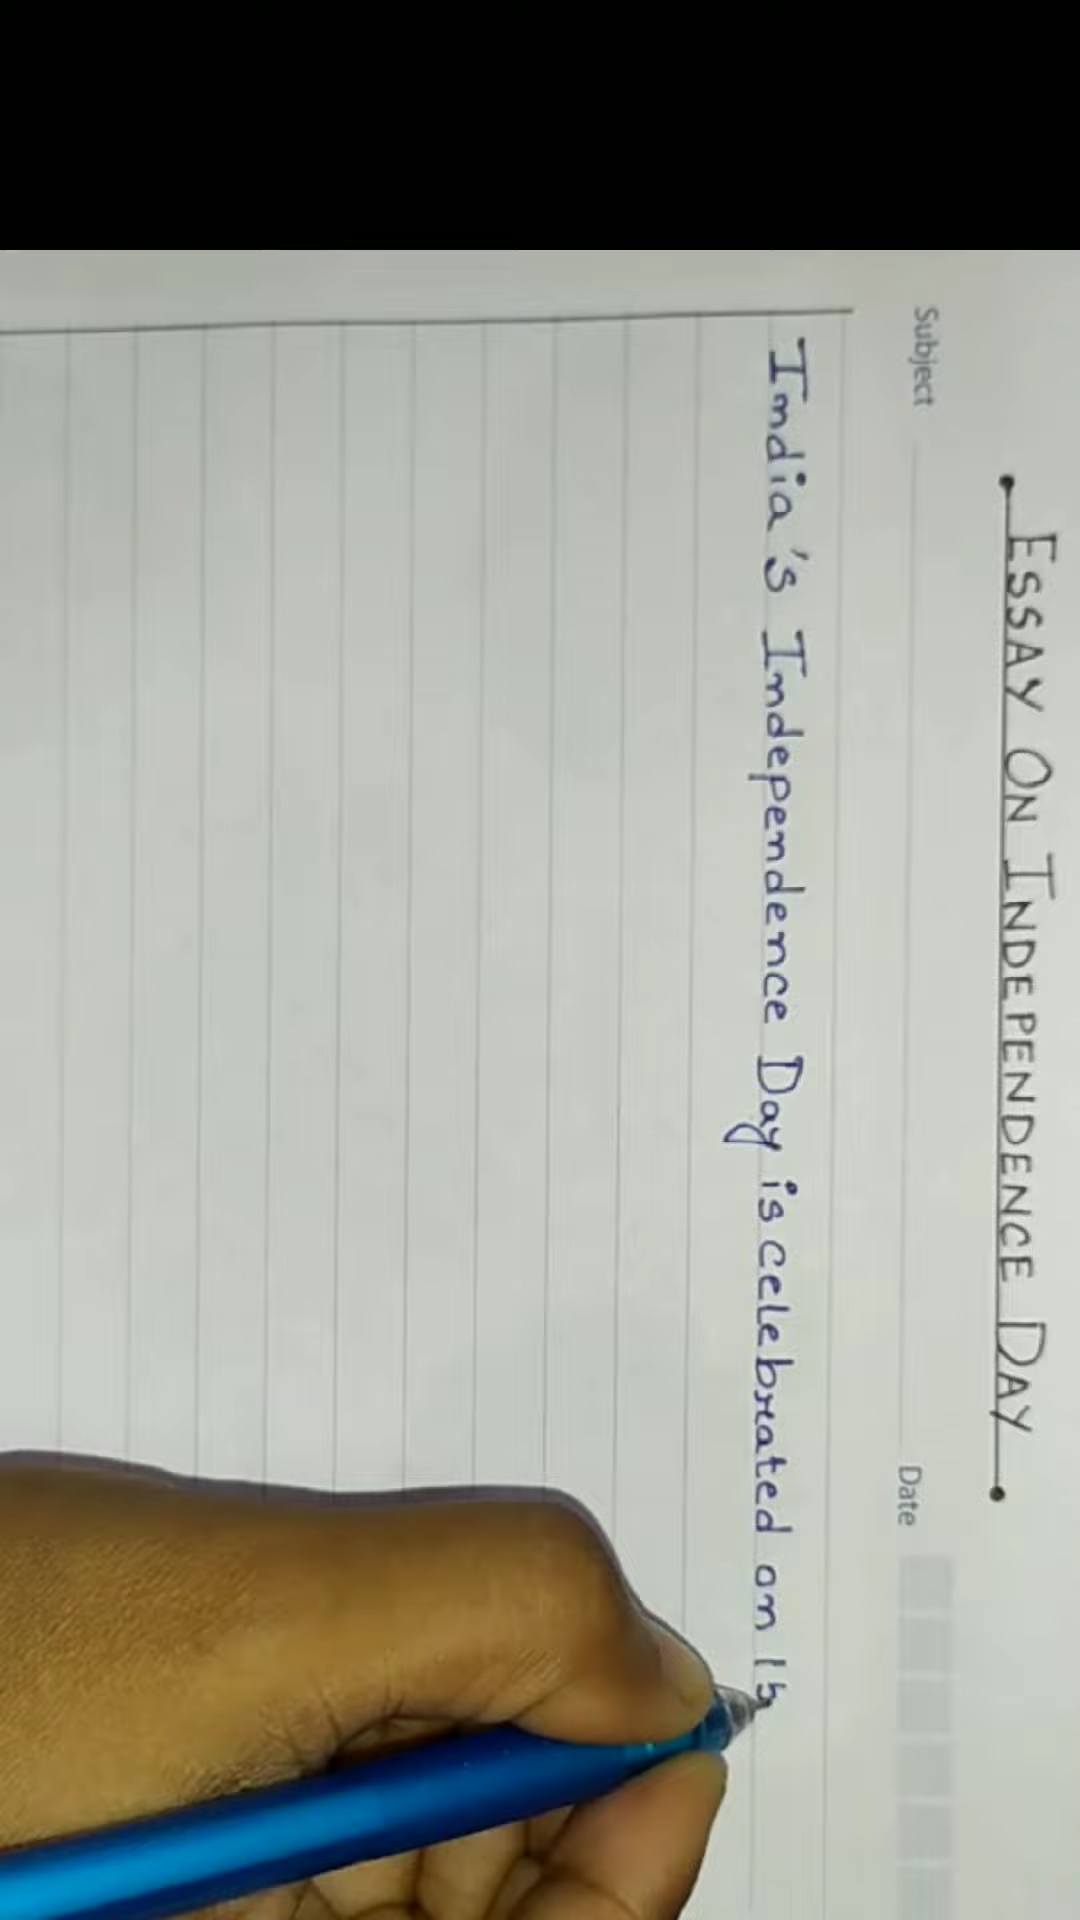 ESSAY ON INDEPENDENCE DAY
Subject Date
India's Independence Day is celebrated on 15